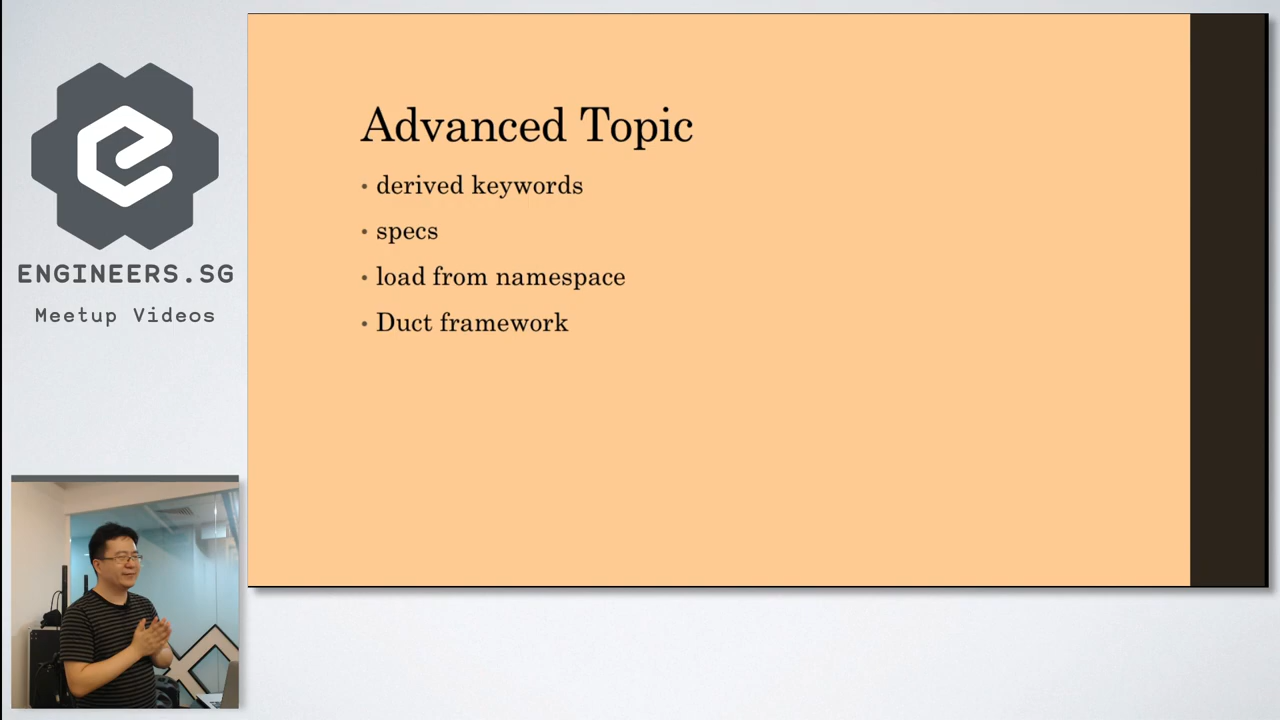 ENGINEERS.SG
Meetup Videos
Advanced Topic
• derived keywords
• specs
• load from namespace
• Duct framework